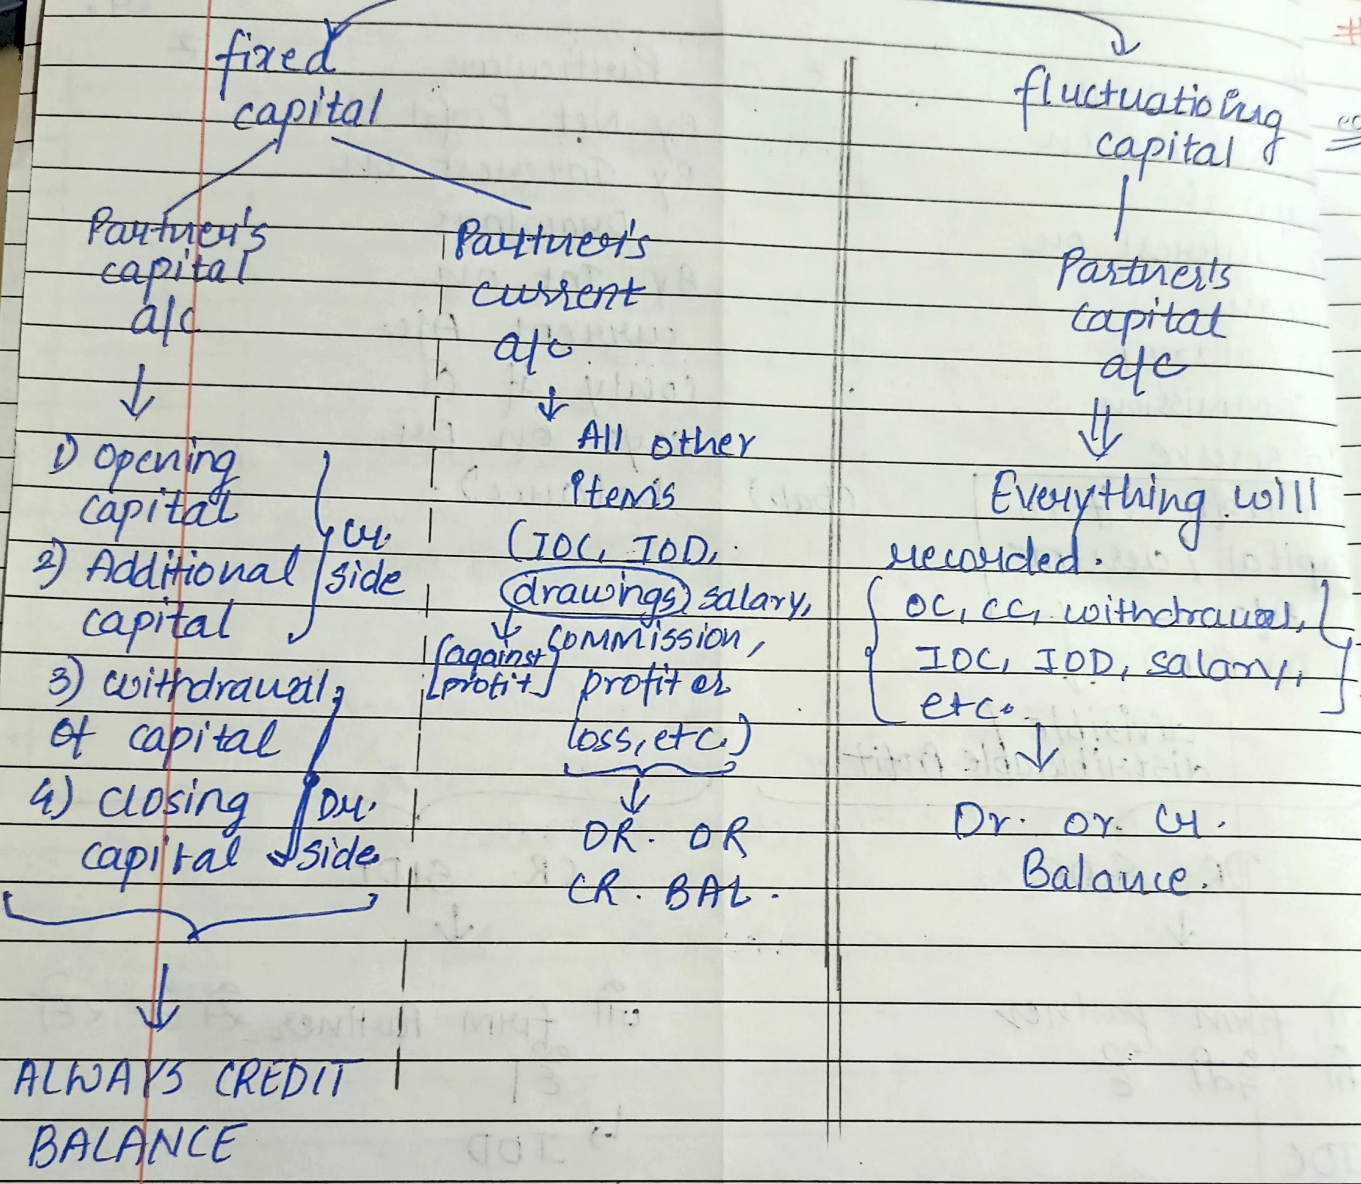 fixed
capital
Partner's
capital
a/c
1) opening
capital
2) Additional
capital
Cr.
side
3) withdrawal
of capital
4) closing
capital
Dr.
side
ALWAYS CREDIT
BALANCE
Partner's
current
a/c
All other
items
(IOC, IOD,
drawings) salary,
commission,
[against
profit]
profit or
loss, etc.)
DR. OR
CR. BAL.
fluctuating
capital
Partner's
capital
a/c
Everything will
recorded.
OC, CC, withdrawal,
IOC, IOD, salary,
etc.
Dr. or Cr.
Balance.